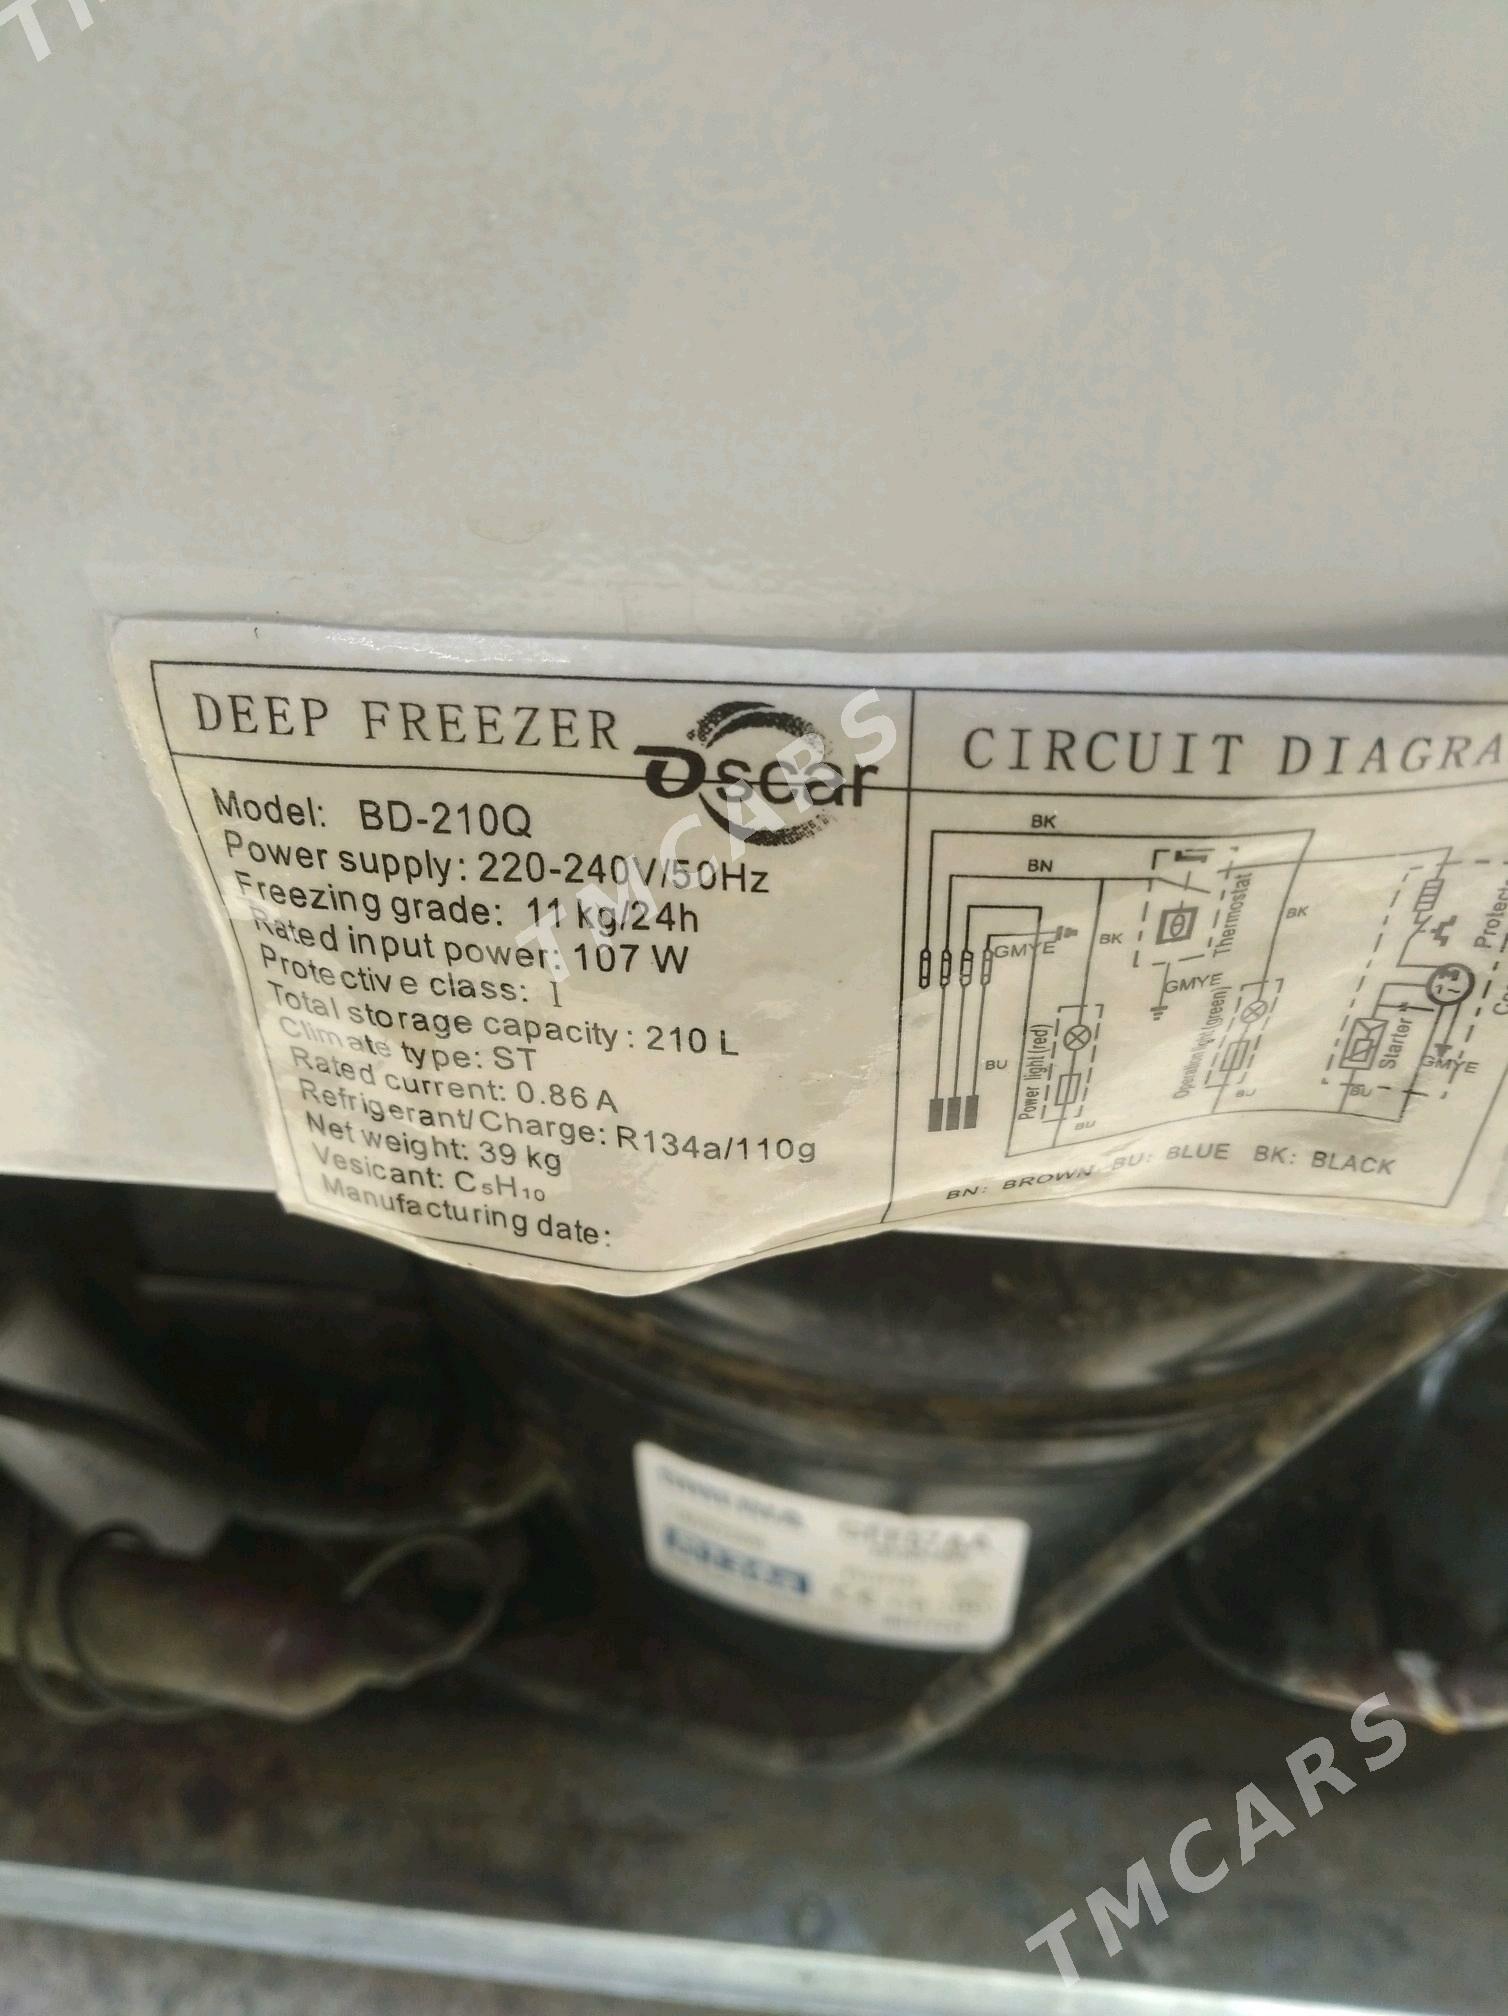 DEEP FREEZER
Oscar
Model: BD-210Q
Power supply: 220-240V/50Hz
Freezing grade: 11 kg/24h
Rated input power: 107 W
Protective class: I
Total storage capacity: 210 L
Climate type: ST
Rated current: 0.86 A
Refrigerant/Charge: R134a/110g
Net weight: 39 kg
Vesicant: C₅H₁₀
Manufacturing date:
CIRCUIT DIAGRA
BK
BN
GMYE
BK
Thermostat
GMYE
BK
BU
Power light(red)
BU
Operation light(green)
BU
Starter
BU
GMYE
Protect
BN: BROWN BU: BLUE BK: BLACK
TMCARS
TMCARS